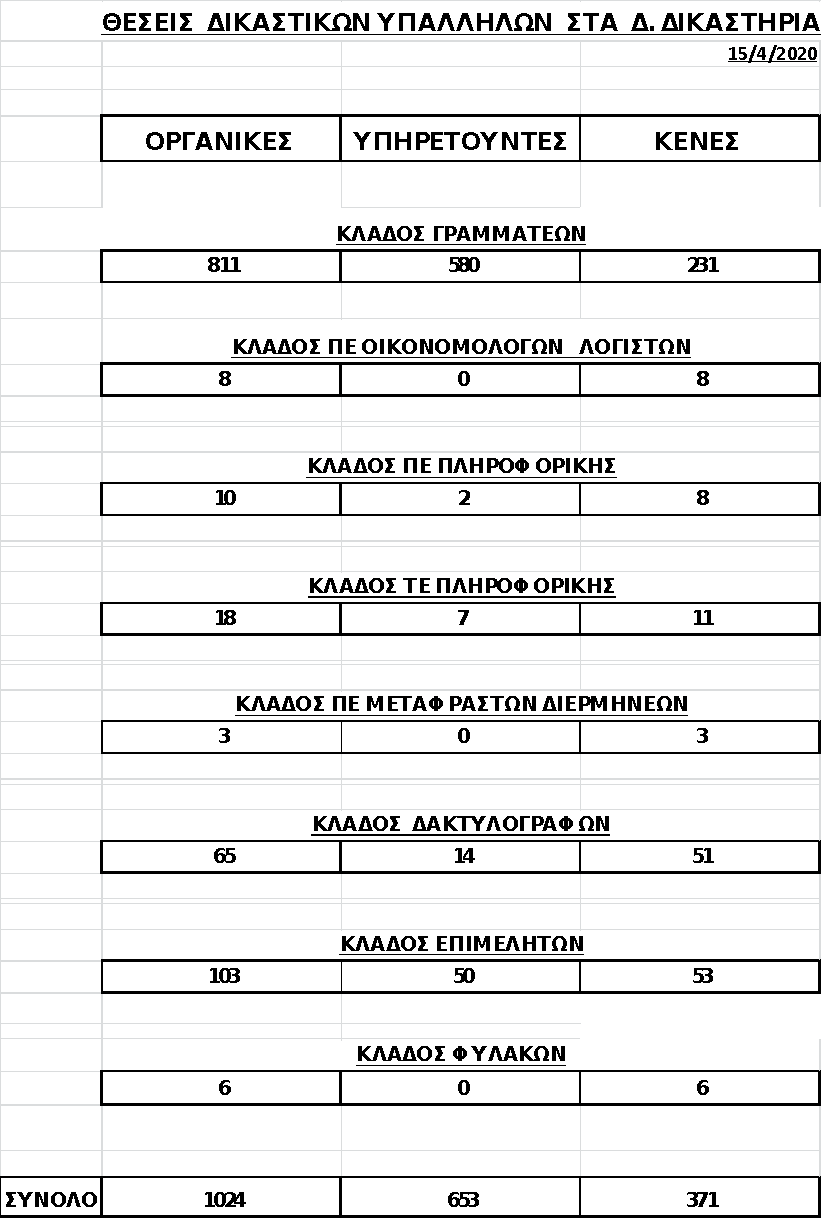 ΘΕΣΕΙΣ ΔΙΚΑΣΤΙΚΩΝ ΥΠΑΛΛΗΛΩΝ ΣΤΑ Δ. ΔΙΚΑΣΤΗΡΙΑ
15/4/2020
ΟΡΓΑΝΙΚΕΣ ΥΠΗΡΕΤΟΥΝΤΕΣ ΚΕΝΕΣ
ΚΛΑΔΟΣ ΓΡΑΜΜΑΤΕΩΝ
811 580 231
ΚΛΑΔΟΣ ΠΕ ΟΙΚΟΝΟΜΟΛΟΓΩΝ ΛΟΓΙΣΤΩΝ
8 0 8
ΚΛΑΔΟΣ ΠΕ ΠΛΗΡΟΦΟΡΙΚΗΣ
10 2 8
ΚΛΑΔΟΣ ΤΕ ΠΛΗΡΟΦΟΡΙΚΗΣ
18 7 11
ΚΛΑΔΟΣ ΠΕ ΜΕΤΑΦΡΑΣΤΩΝ ΔΙΕΡΜΗΝΕΩΝ
3 0 3
ΚΛΑΔΟΣ ΔΑΚΤΥΛΟΓΡΑΦΩΝ
65 14 51
ΚΛΑΔΟΣ ΕΠΙΜΕΛΗΤΩΝ
103 50 53
ΚΛΑΔΟΣ ΦΥΛΑΚΩΝ
6 0 6
ΣΥΝΟΛΟ 1024 653 371